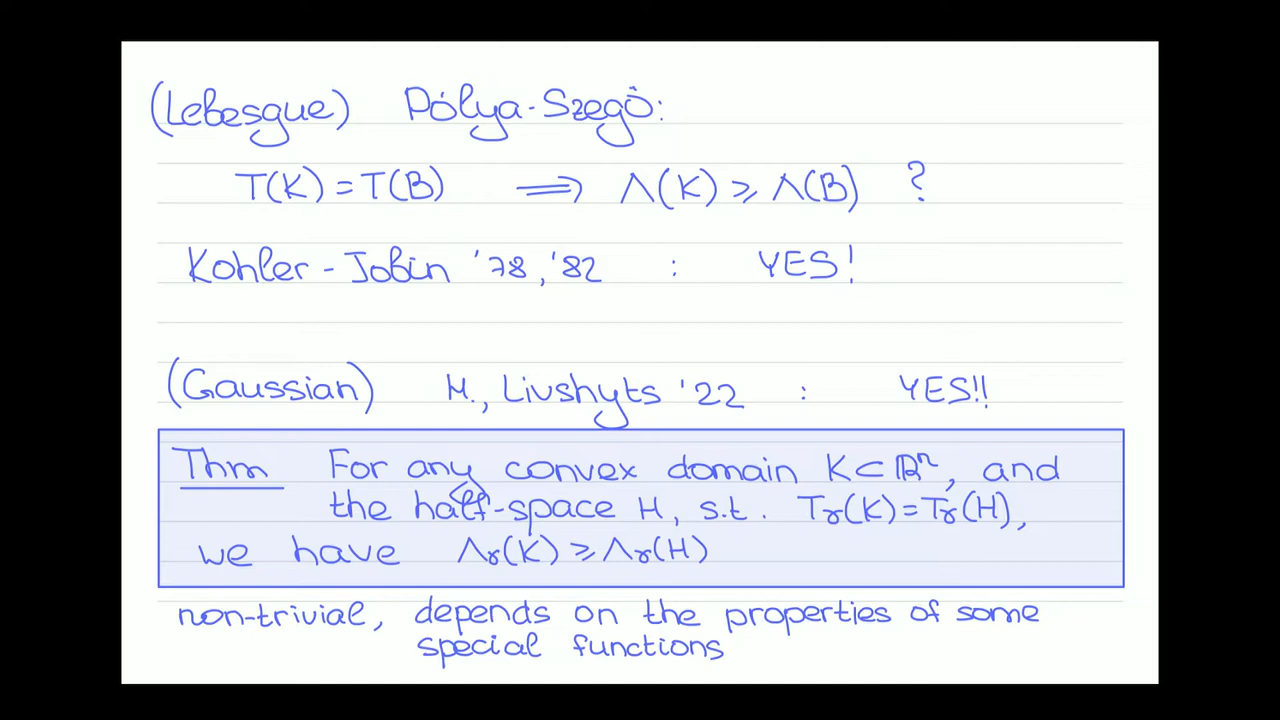 (Lebesgue) Pólya-Szegő:
T(K) = T(B) ⟹ Λ(K) ⩾ Λ(B) ?
Kohler-Jobin '78, '82 : YES!
(Gaussian) M., Livshyts '22 : YES!!
Thm For any convex domain K⊂ℝⁿ, and
the half-space H, s.t. Tγ(K)=Tγ(H),
we have Λγ(K) ⩾ Λγ(H)
non-trivial, depends on the properties of some
special functions